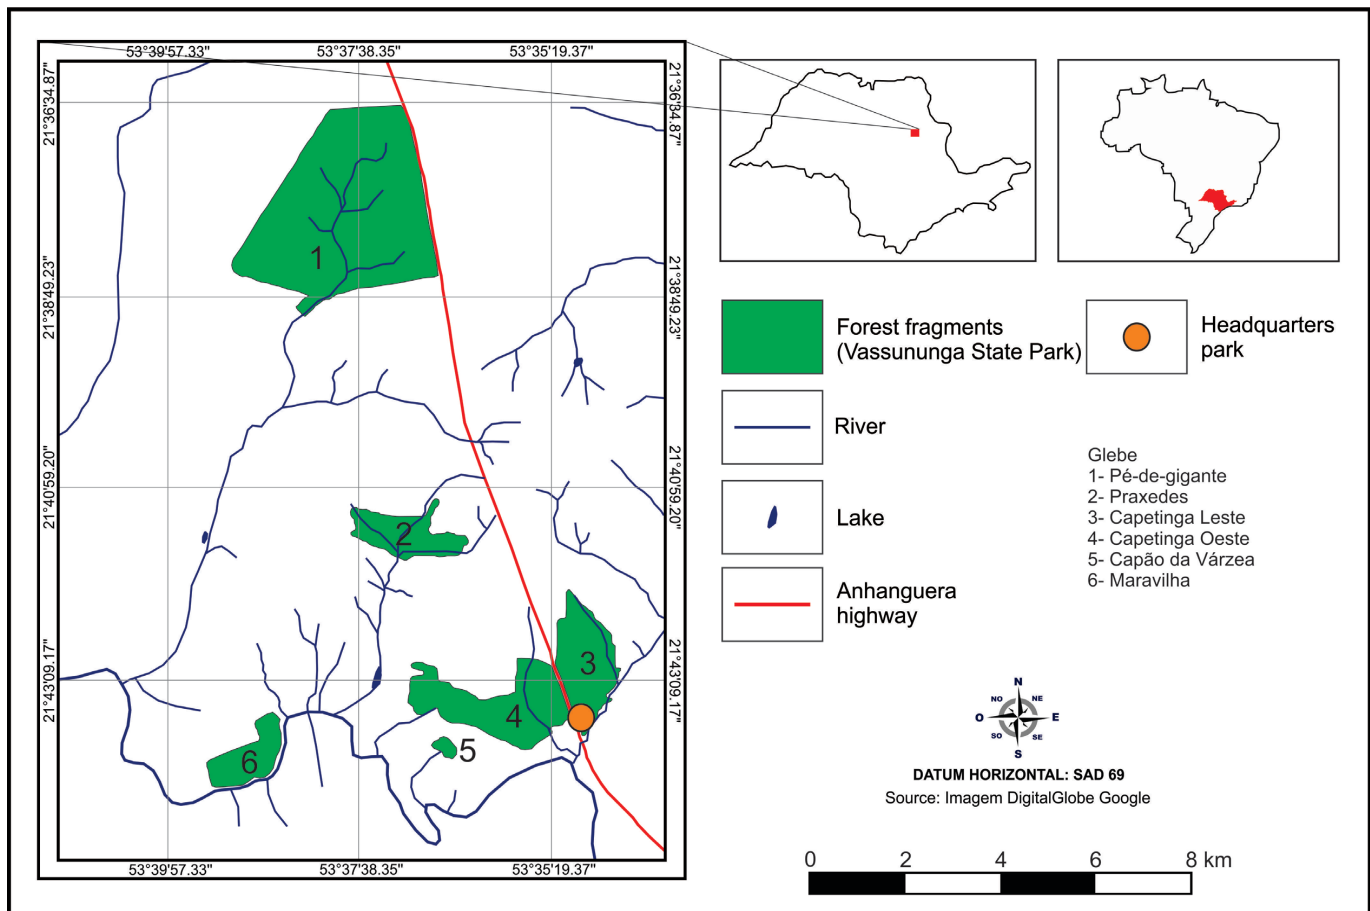 53°39'57.33"
53°37'38.35"
53°35'19.37"
21°36'34.87"
21°38'49.23"
21°40'59.20"
21°43'09.17"
21°36'34.87"
21°38'49.23"
21°40'59.20"
21°43'09.17"
1
2
3
4
5
6
53°39'57.33"
53°37'38.35"
53°35'19.37"
Forest fragments
(Vassununga State Park)
Headquarters
park
River
Lake
Anhanguera
highway
Glebe
1- Pé-de-gigante
2- Praxedes
3- Capetinga Leste
4- Capetinga Oeste
5- Capão da Várzea
6- Maravilha
N
NO
NE
O
E
SO
SE
S
DATUM HORIZONTAL: SAD 69
Source: Imagem DigitalGlobe Google
0 2 4 6 8 km